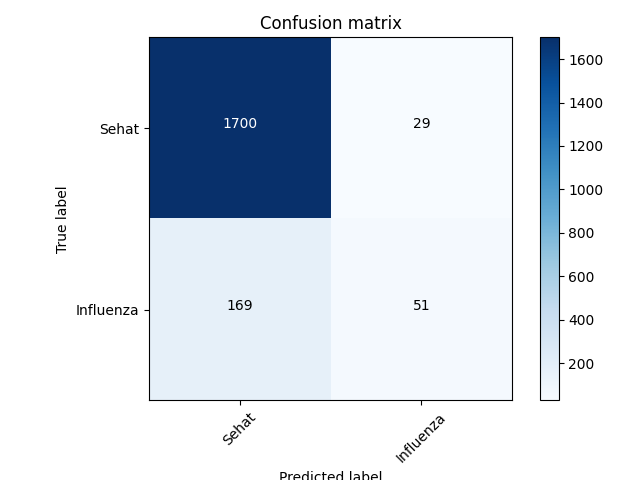 Confusion matrix
1600
1400
1200
1000
800
600
400
200
True label
Sehat
1700 29
Influenza
169 51
Sehat
Influenza
Predicted label